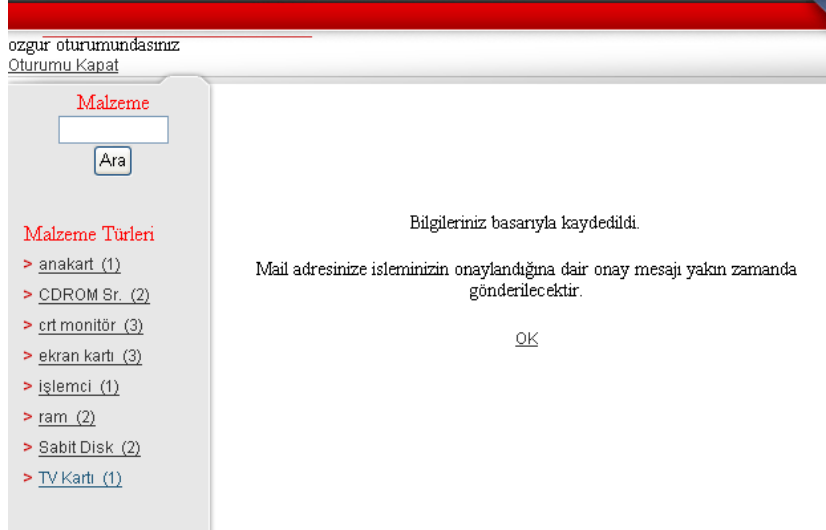 ozgur oturumundasınız
Oturumu Kapat
Malzeme
Ara
Malzeme Türleri
> anakart (1)
> CDROM Sr. (2)
> crt monitör (3)
> ekran kartı (3)
> işlemci (1)
> ram (2)
> Sabit Disk (2)
> TV Kartı (1)
Bilgileriniz basarıyla kaydedildi.
Mail adresinize isleminizin onaylandığına dair onay mesajı yakın zamanda
gönderilecektir.
OK